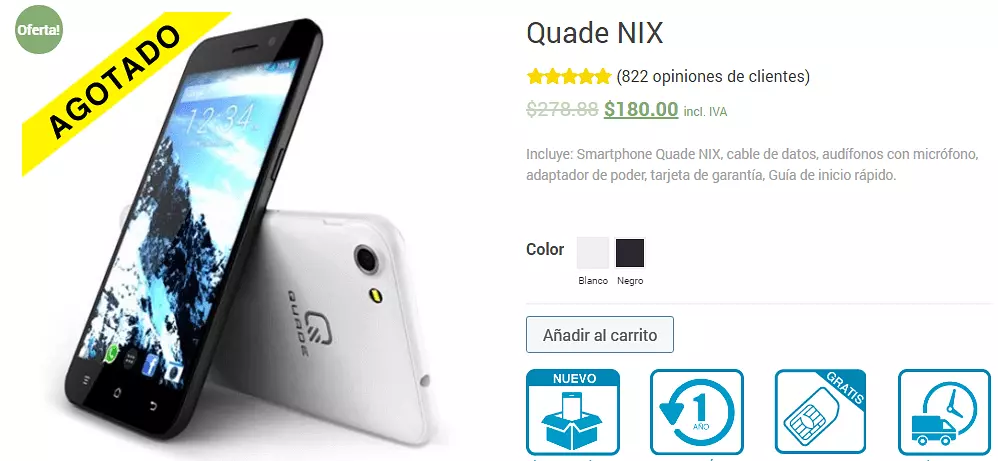 Oferta!
AGOTADO
12:34
QUADE
Quade NIX
(822 opiniones de clientes)
$278.88 $180.00 incl. IVA
Incluye: Smartphone Quade NIX, cable de datos, audífonos con micrófono,
adaptador de poder, tarjeta de garantía, Guía de inicio rápido.
Color
Blanco Negro
Añadir al carrito
NUEVO
1
AÑO
GRATIS